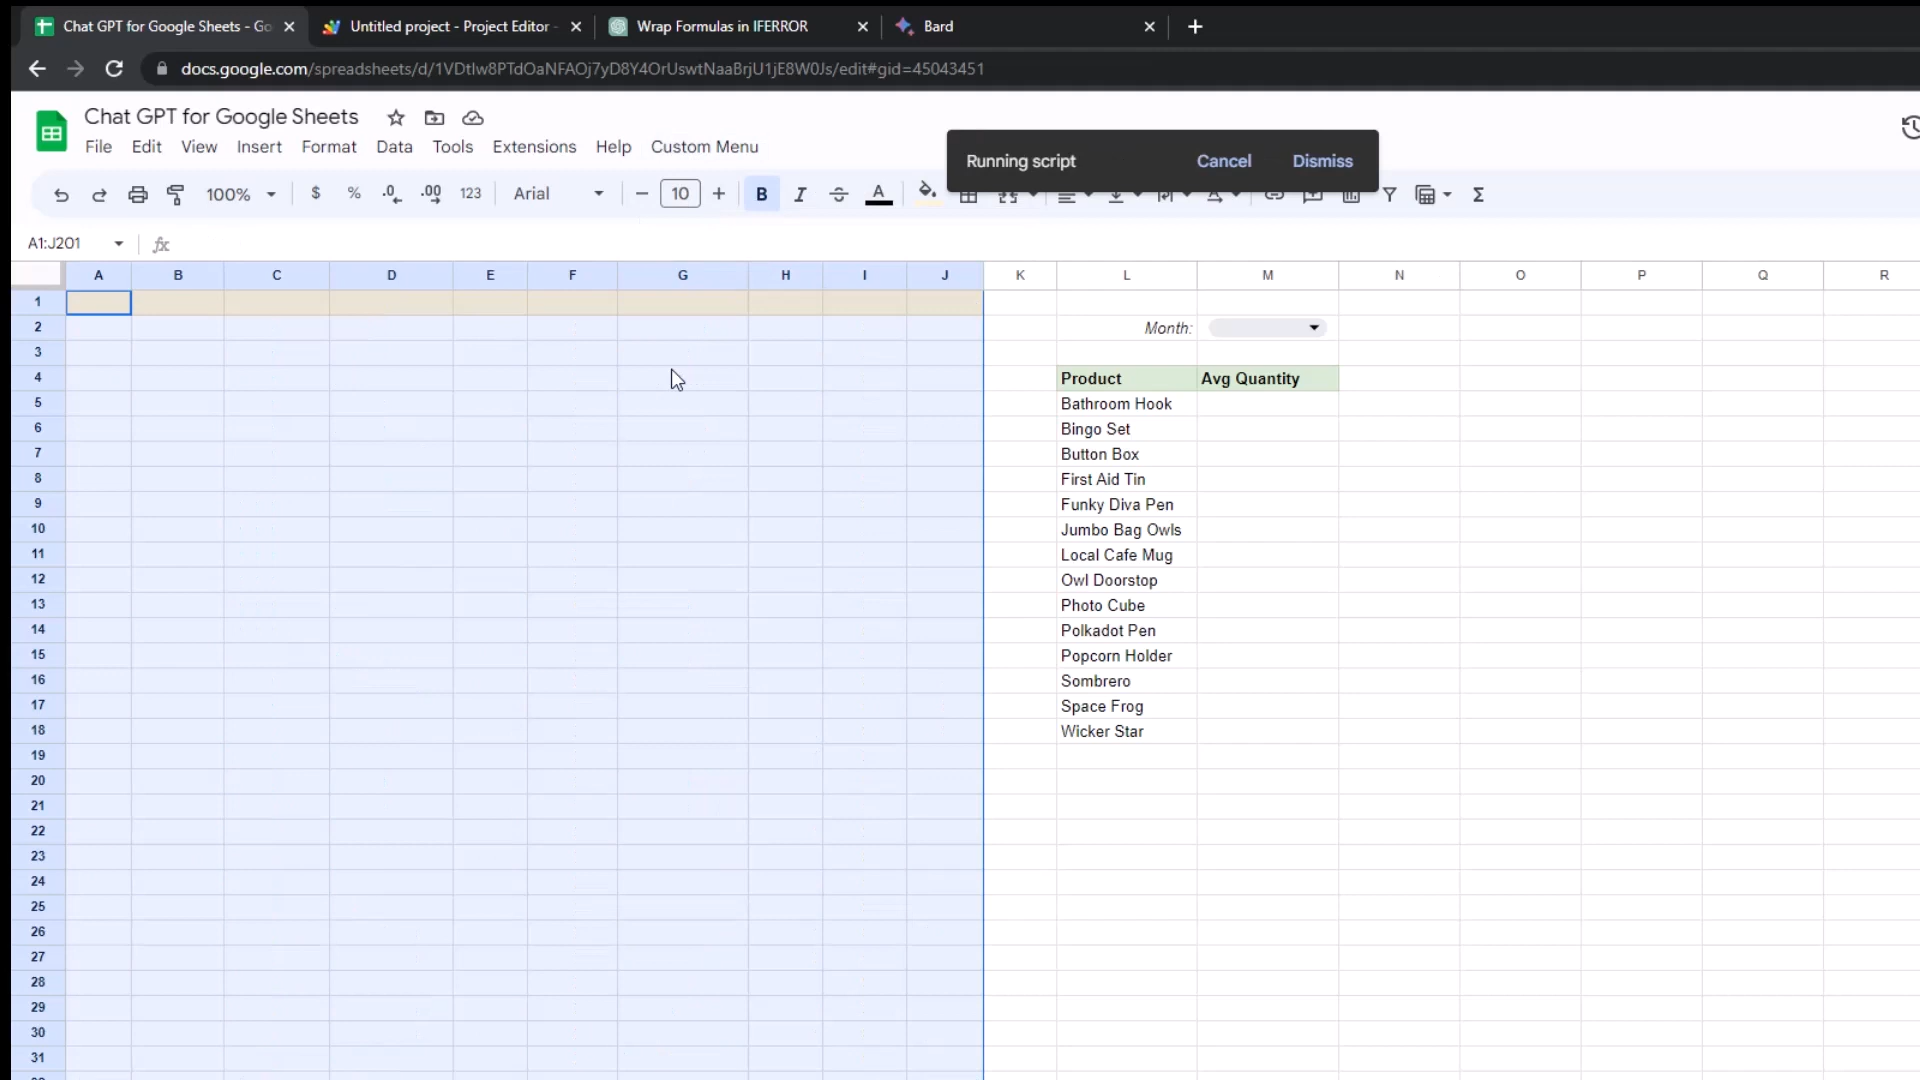 Chat GPT for Google Sheets - Go
Untitled project - Project Editor -
Wrap Formulas in IFERROR
Bard
docs.google.com/spreadsheets/d/1VDtIw8PTdOaNFAOj7yD8Y4OrUswtNaaBrjU1jE8W0Js/edit#gid=45043451
Chat GPT for Google Sheets
File Edit View Insert Format Data Tools Extensions Help Custom Menu
Running script Cancel Dismiss
100% $ % .0 .00 123 Arial 10 B I S A Σ
A1:J201 fx
A B C D E F G H I J K L M N O P Q R
1
2 Month:
3
4 Product Avg Quantity
5 Bathroom Hook
6 Bingo Set
7 Button Box
8 First Aid Tin
9 Funky Diva Pen
10 Jumbo Bag Owls
11 Local Cafe Mug
12 Owl Doorstop
13 Photo Cube
14 Polkadot Pen
15 Popcorn Holder
16 Sombrero
17 Space Frog
18 Wicker Star
19
20
21
22
23
24
25
26
27
28
29
30
31